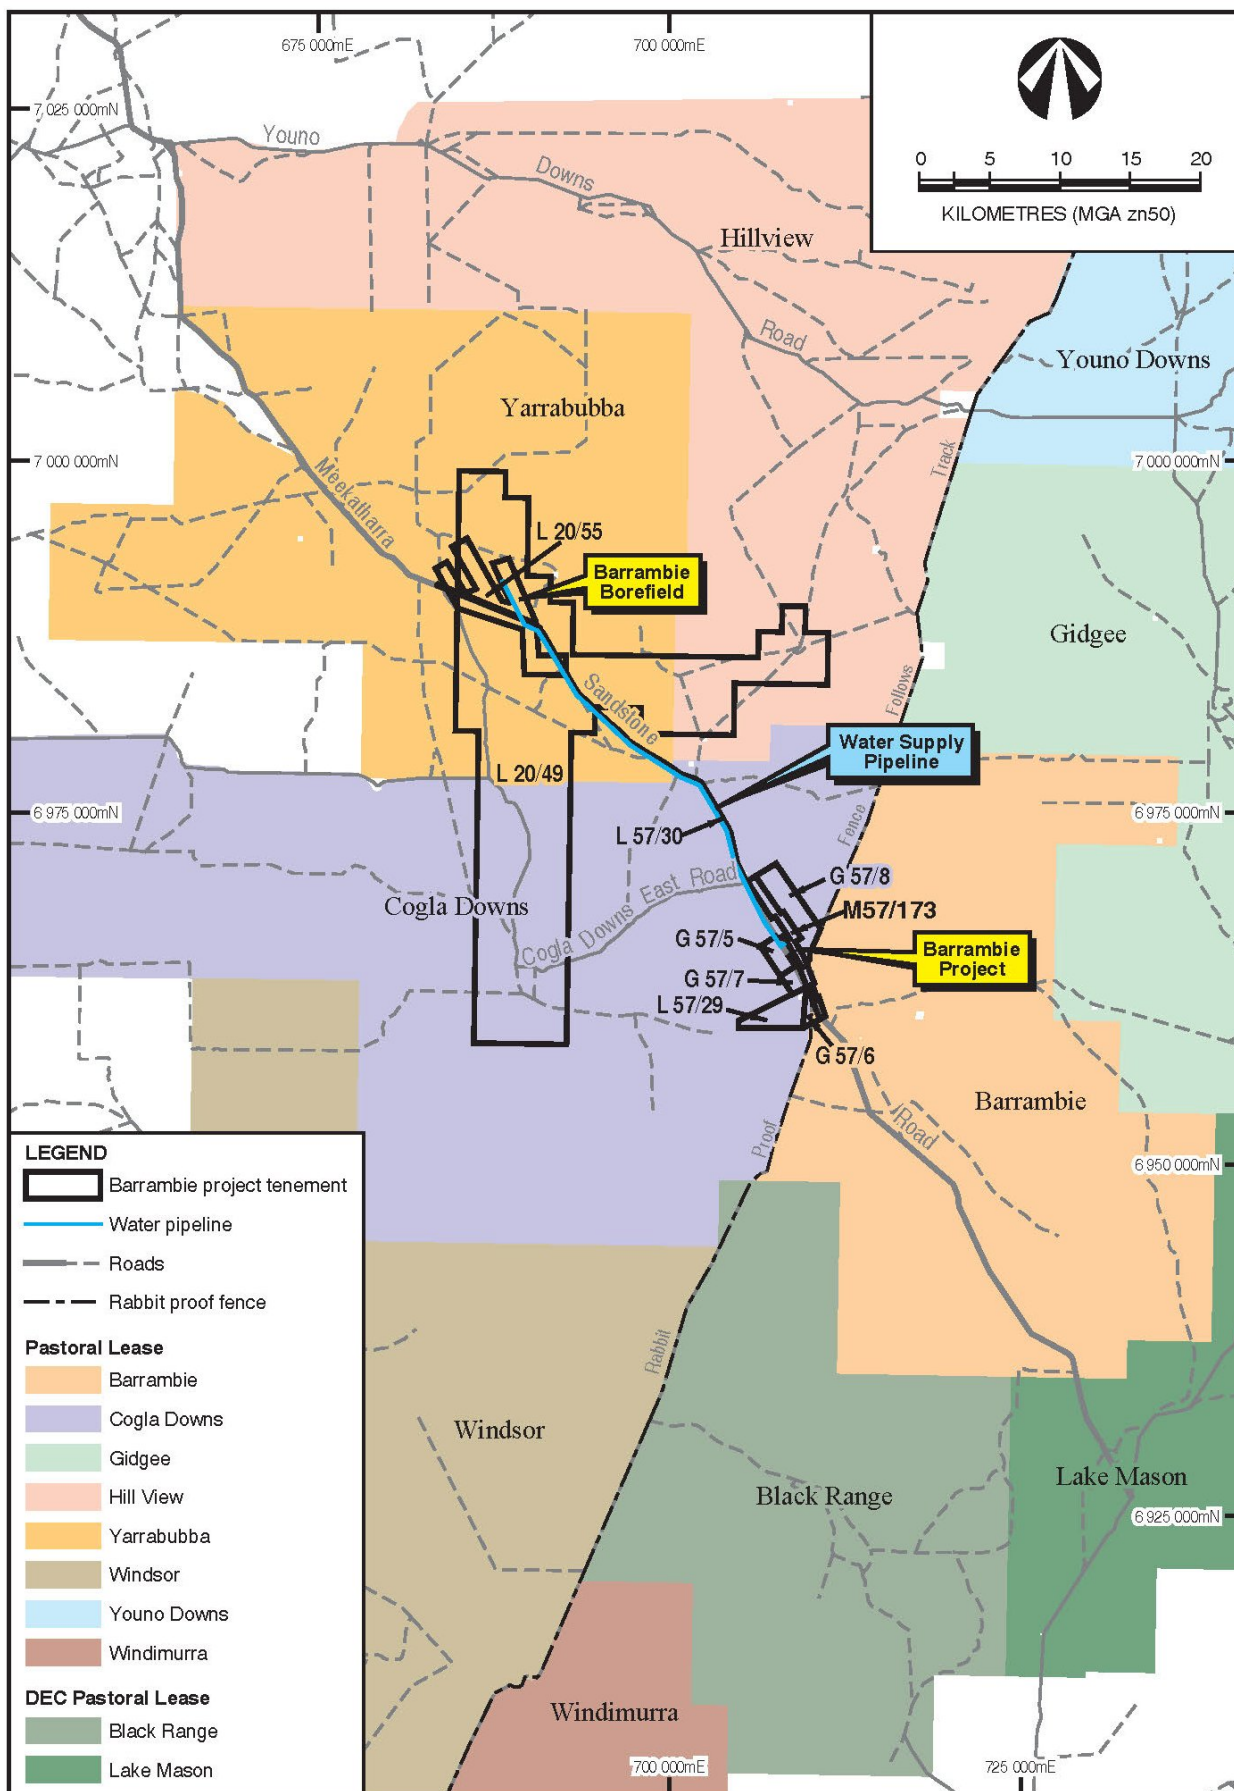 675 000mE
700 000mE
7 025 000mN
0 5 10 15 20
KILOMETRES (MGA zn50)
Youno
Downs
Hillview
Road
Youno Downs
Yarrabubba
7 000 000mN
7 000 000mN
Track
Meekatharra
L 20/55
Barrambie
Borefield
Gidgee
Sandstone
Follows
Water Supply
Pipeline
L 20/49
6 975 000mN
6 975 000mN
L 57/30
Fence
G 57/8
Cogla Downs
Cogla Downs East Road
M57/173
G 57/5
Barrambie
Project
G 57/7
L 57/29
G 57/6
Barrambie
Road
Proof
6 950 000mN
LEGEND
Barrambie project tenement
Water pipeline
Roads
Rabbit proof fence
Pastoral Lease
Barrambie
Cogla Downs
Gidgee
Hill View
Yarrabubba
Windsor
Youno Downs
Windimurra
DEC Pastoral Lease
Black Range
Lake Mason
Rabbit
Windsor
Black Range
Lake Mason
6 925 000mN
Windimurra
700 000mE
725 000mE